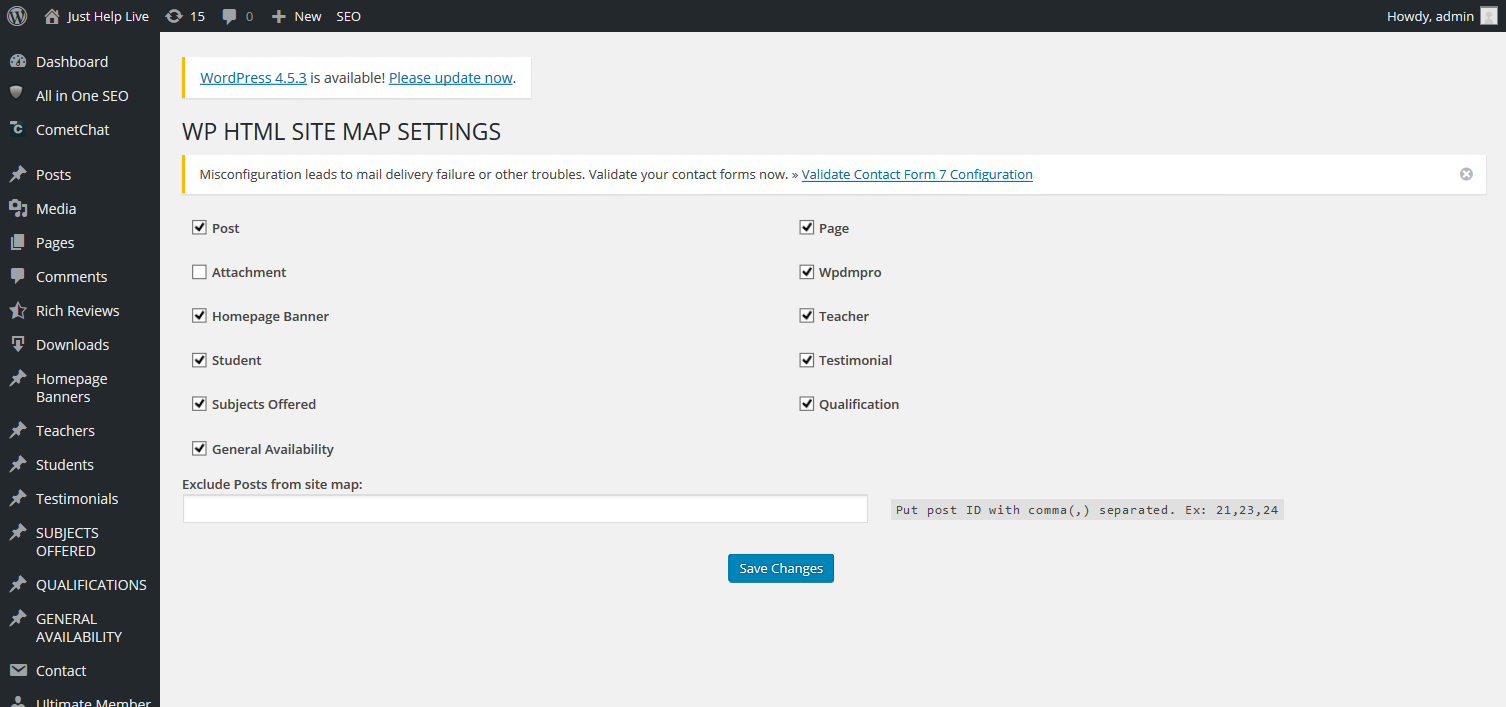 Just Help Live 15 0 New SEO Howdy, admin
Dashboard
All in One SEO
CometChat
Posts
Media
Pages
Comments
Rich Reviews
Downloads
Homepage
Banners
Teachers
Students
Testimonials
SUBJECTS
OFFERED
QUALIFICATIONS
GENERAL
AVAILABILITY
Contact
Ultimate Member
WordPress 4.5.3 is available! Please update now.
WP HTML SITE MAP SETTINGS
Misconfiguration leads to mail delivery failure or other troubles. Validate your contact forms now. » Validate Contact Form 7 Configuration
Post Page
Attachment Wpdmpro
Homepage Banner Teacher
Student Testimonial
Subjects Offered Qualification
General Availability
Exclude Posts from site map:
Put post ID with comma(,) separated. Ex: 21,23,24
Save Changes